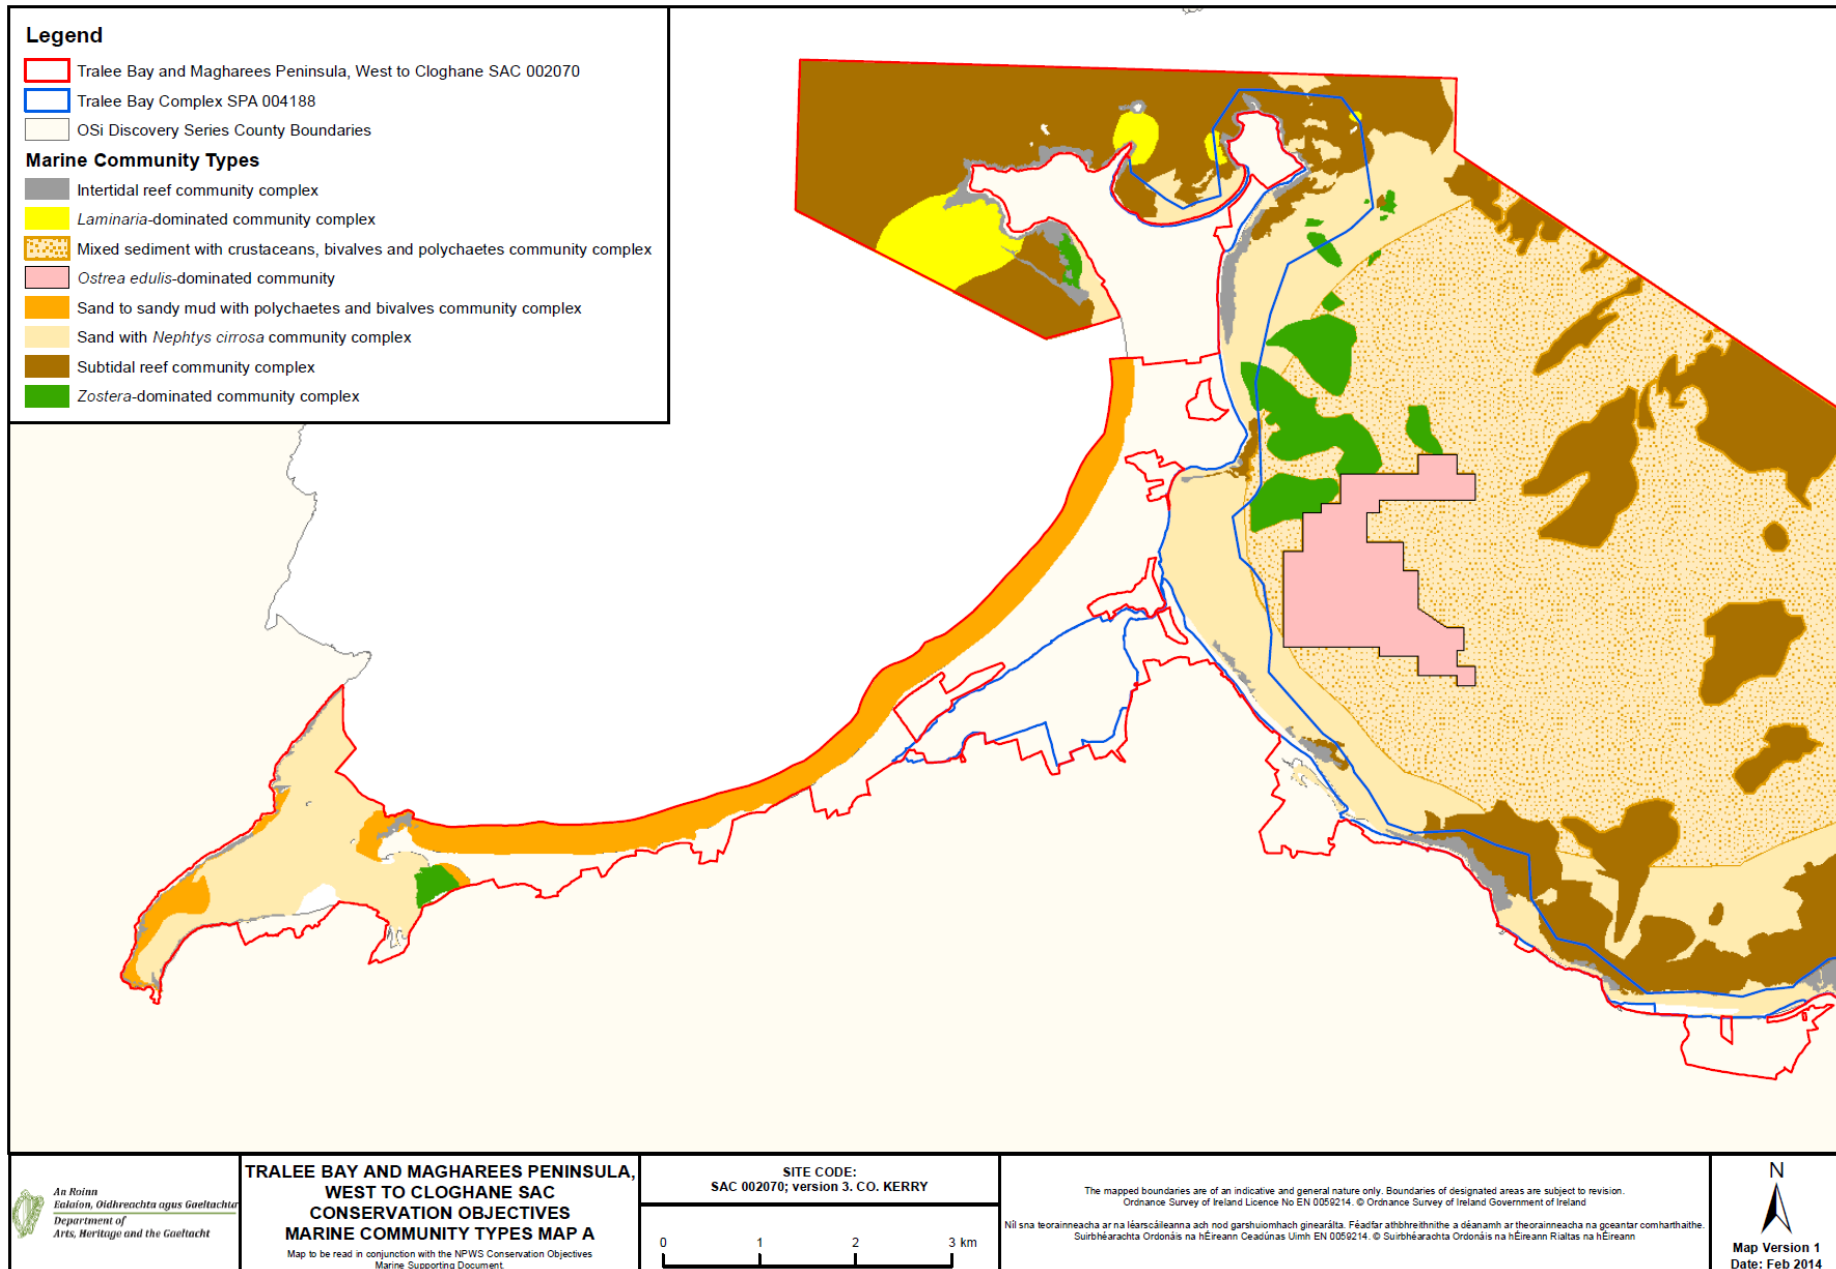 Legend
Tralee Bay and Magharees Peninsula, West to Cloghane SAC 002070
Tralee Bay Complex SPA 004188
OSi Discovery Series County Boundaries
Marine Community Types
Intertidal reef community complex
Laminaria-dominated community complex
Mixed sediment with crustaceans, bivalves and polychaetes community complex
Ostrea edulis-dominated community
Sand to sandy mud with polychaetes and bivalves community complex
Sand with Nephtys cirrosa community complex
Subtidal reef community complex
Zostera-dominated community complex
An Roinn
Ealaíon, Oidhreachta agus Gaeltachta
Department of
Arts, Heritage and the Gaeltacht
TRALEE BAY AND MAGHAREES PENINSULA,
WEST TO CLOGHANE SAC
CONSERVATION OBJECTIVES
MARINE COMMUNITY TYPES MAP A
Map to be read in conjunction with the NPWS Conservation Objectives
Marine Supporting Document.
SITE CODE:
SAC 002070; version 3. CO. KERRY
0 1 2 3 km
The mapped boundaries are of an indicative and general nature only. Boundaries of designated areas are subject to revision.
Ordnance Survey of Ireland Licence No EN 0059214. © Ordnance Survey of Ireland Government of Ireland
Níl sna teorainneacha ar na léarscáileanna ach nod garshuiomhach ginearálta. Féadfar athbhreithnithe a déanamh ar theorainneacha na gceantar comharthaithe.
Suirbhéarachta Ordonáis na hÉireann Ceadúnas Uimh EN 0059214. © Suirbhéarachta Ordonáis na hÉireann Rialtas na hÉireann
N
Map Version 1
Date: Feb 2014